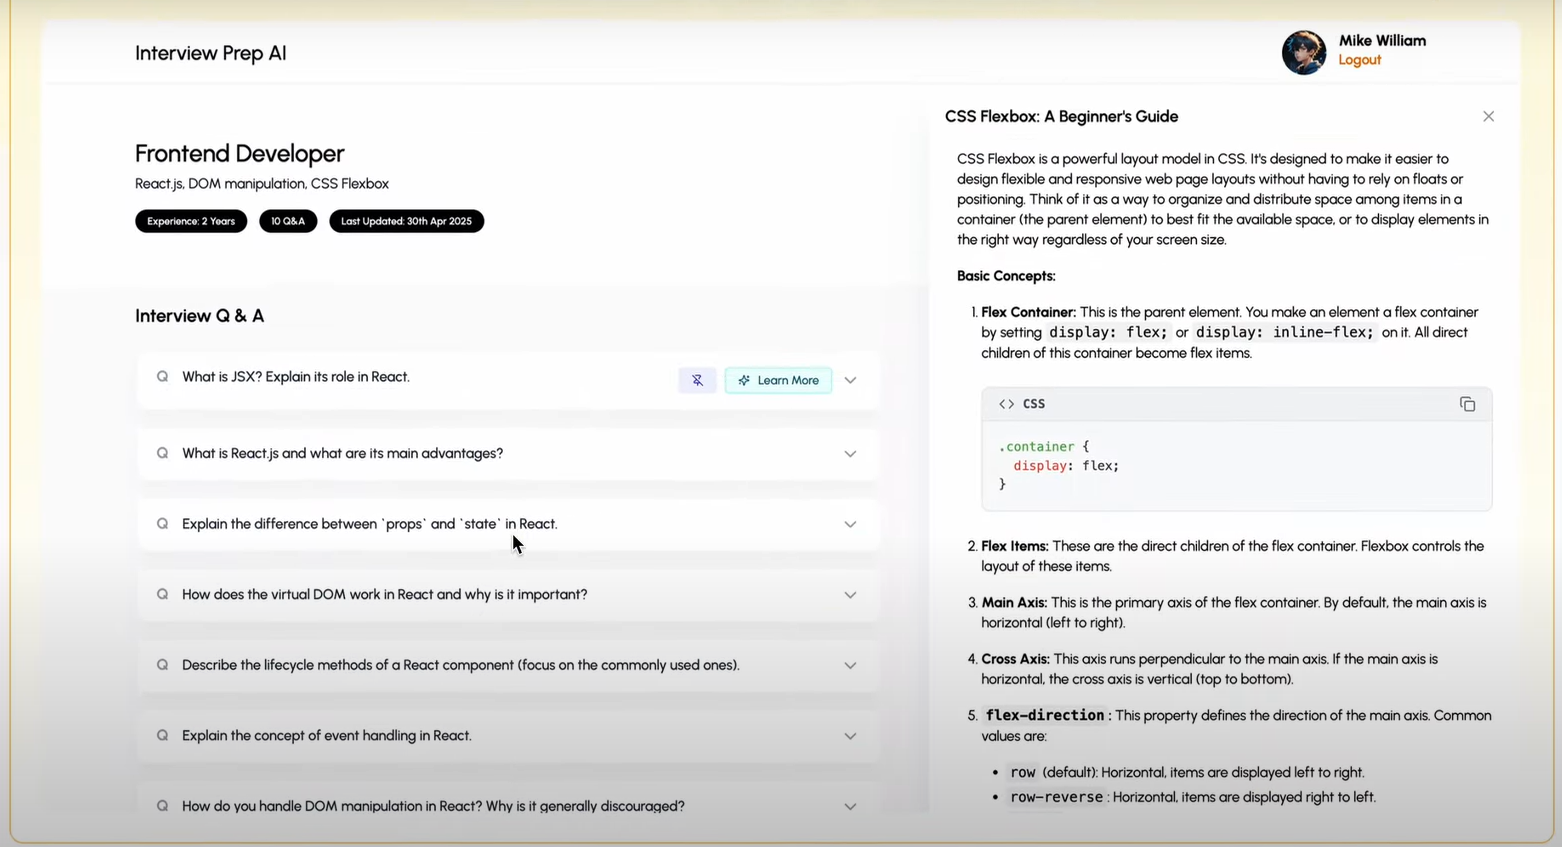 Interview Prep AI
Mike William
Logout
Frontend Developer
React.js, DOM manipulation, CSS Flexbox
Experience: 2 Years
10 Q&A
Last Updated: 30th Apr 2025
Interview Q & A
Q What is JSX? Explain its role in React.
Learn More
Q What is React.js and what are its main advantages?
Q Explain the difference between `props` and `state` in React.
Q How does the virtual DOM work in React and why is it important?
Q Describe the lifecycle methods of a React component (focus on the commonly used ones).
Q Explain the concept of event handling in React.
Q How do you handle DOM manipulation in React? Why is it generally discouraged?
CSS Flexbox: A Beginner's Guide
CSS Flexbox is a powerful layout model in CSS. It's designed to make it easier to
design flexible and responsive web page layouts without having to rely on floats or
positioning. Think of it as a way to organize and distribute space among items in a
container (the parent element) to best fit the available space, or to display elements in
the right way regardless of your screen size.
Basic Concepts:
1. Flex Container: This is the parent element. You make an element a flex container
by setting display: flex; or display: inline-flex; on it. All direct
children of this container become flex items.
<> CSS
.container {
display: flex;
}
2. Flex Items: These are the direct children of the flex container. Flexbox controls the
layout of these items.
3. Main Axis: This is the primary axis of the flex container. By default, the main axis is
horizontal (left to right).
4. Cross Axis: This axis runs perpendicular to the main axis. If the main axis is
horizontal, the cross axis is vertical (top to bottom).
5. flex-direction : This property defines the direction of the main axis. Common
values are:
• row (default): Horizontal, items are displayed left to right.
• row-reverse : Horizontal, items are displayed right to left.